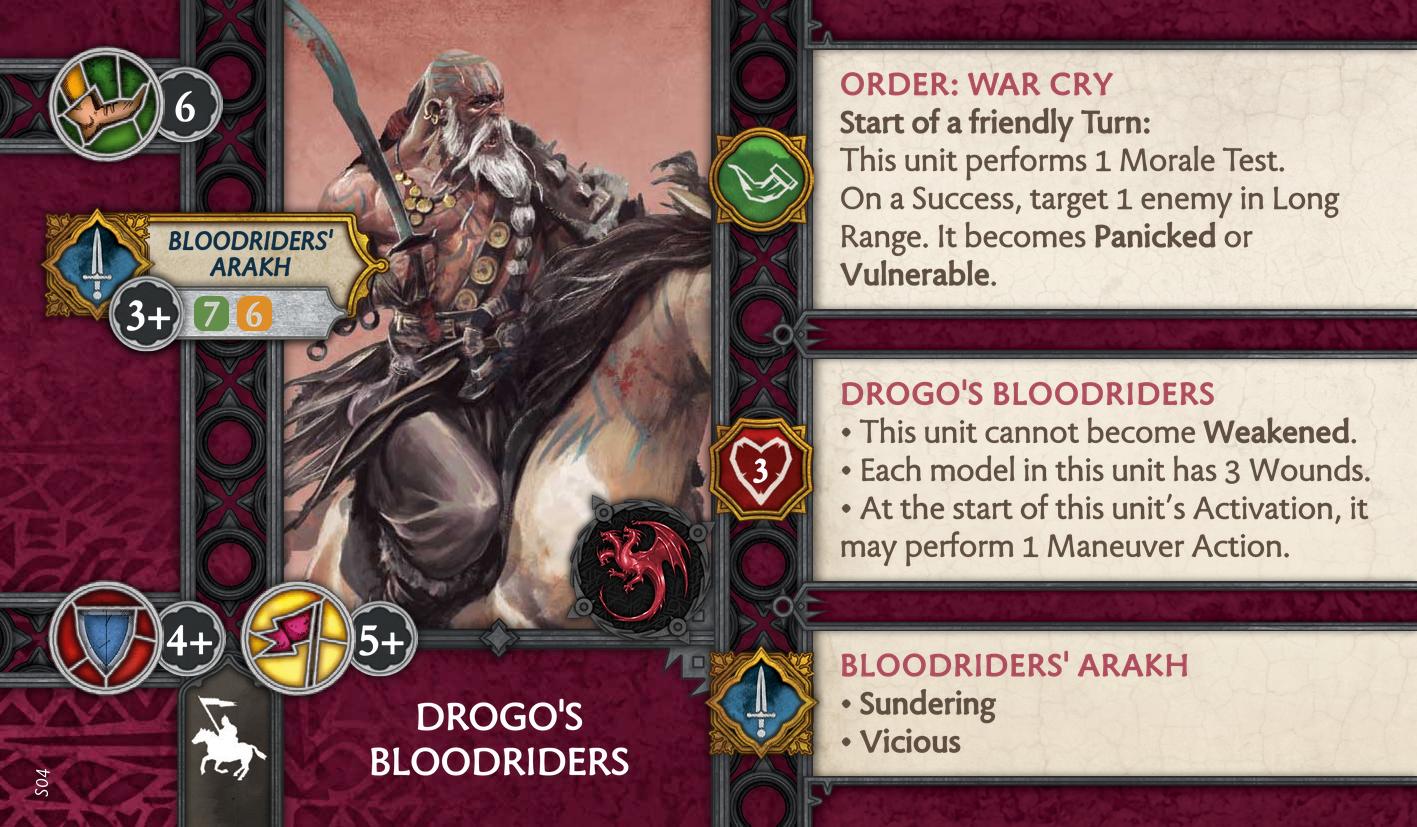 6
BLOODRIDERS'
ARAKH
3+ 7 6
4+ 5+
DROGO'S
BLOODRIDERS
S04
ORDER: WAR CRY
Start of a friendly Turn:
This unit performs 1 Morale Test.
On a Success, target 1 enemy in Long
Range. It becomes Panicked or
Vulnerable.
3
DROGO'S BLOODRIDERS
• This unit cannot become Weakened.
• Each model in this unit has 3 Wounds.
• At the start of this unit’s Activation, it
may perform 1 Maneuver Action.
BLOODRIDERS' ARAKH
• Sundering
• Vicious